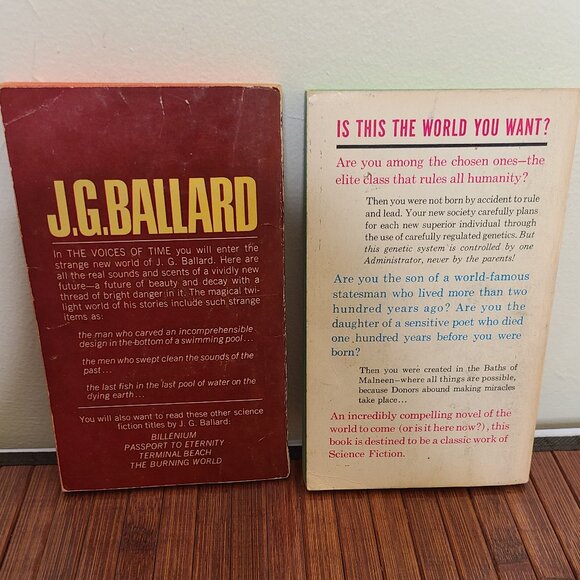 J.G.BALLARD
In THE VOICES OF TIME you will enter the
strange new world of J. G. Ballard. Here are
all the real sounds and scents of a vividly new
future—a future of beauty and decay with a
thread of bright danger in it. The magical twi-
light world of his stories include such strange
items as:
the man who carved an incomprehensible
design in the bottom of a swimming pool...
the men who swept clean the sounds of the
past...
the last fish in the last pool of water on the
dying earth...
You will also want to read these other science
fiction titles by J. G. Ballard:
BILLENIUM
PASSPORT TO ETERNITY
TERMINAL BEACH
THE BURNING WORLD
IS THIS THE WORLD YOU WANT?
Are you among the chosen ones—the
elite class that rules all humanity?
Then you were not born by accident to rule
and lead. Your new society carefully plans
for each new superior individual through
the use of carefully regulated genetics. But
this genetic system is controlled by one
Administrator, never by the parents!
Are you the son of a world-famous
statesman who lived more than two
hundred years ago? Are you the
daughter of a sensitive poet who died
one hundred years before you were
born?
Then you were created in the Baths of
Malneen—where all things are possible,
because Donors abound making miracles
take place...
An incredibly compelling novel of the
world to come (or is it here now?), this
book is destined to be a classic work of
Science Fiction.